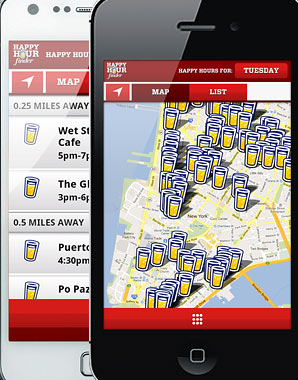 HAPPY
HOUR
finder
HAPPY HOURS
MAP
0.25 MILES AWAY
Wet St
Cafe
5pm-7p
The Gl
3pm-6p
0.5 MILES AWAY
Puerto
4:30pm
Po Paz
HAPPY
HOUR
finder
HAPPY HOURS FOR:
TUESDAY
MAP
LIST
New York